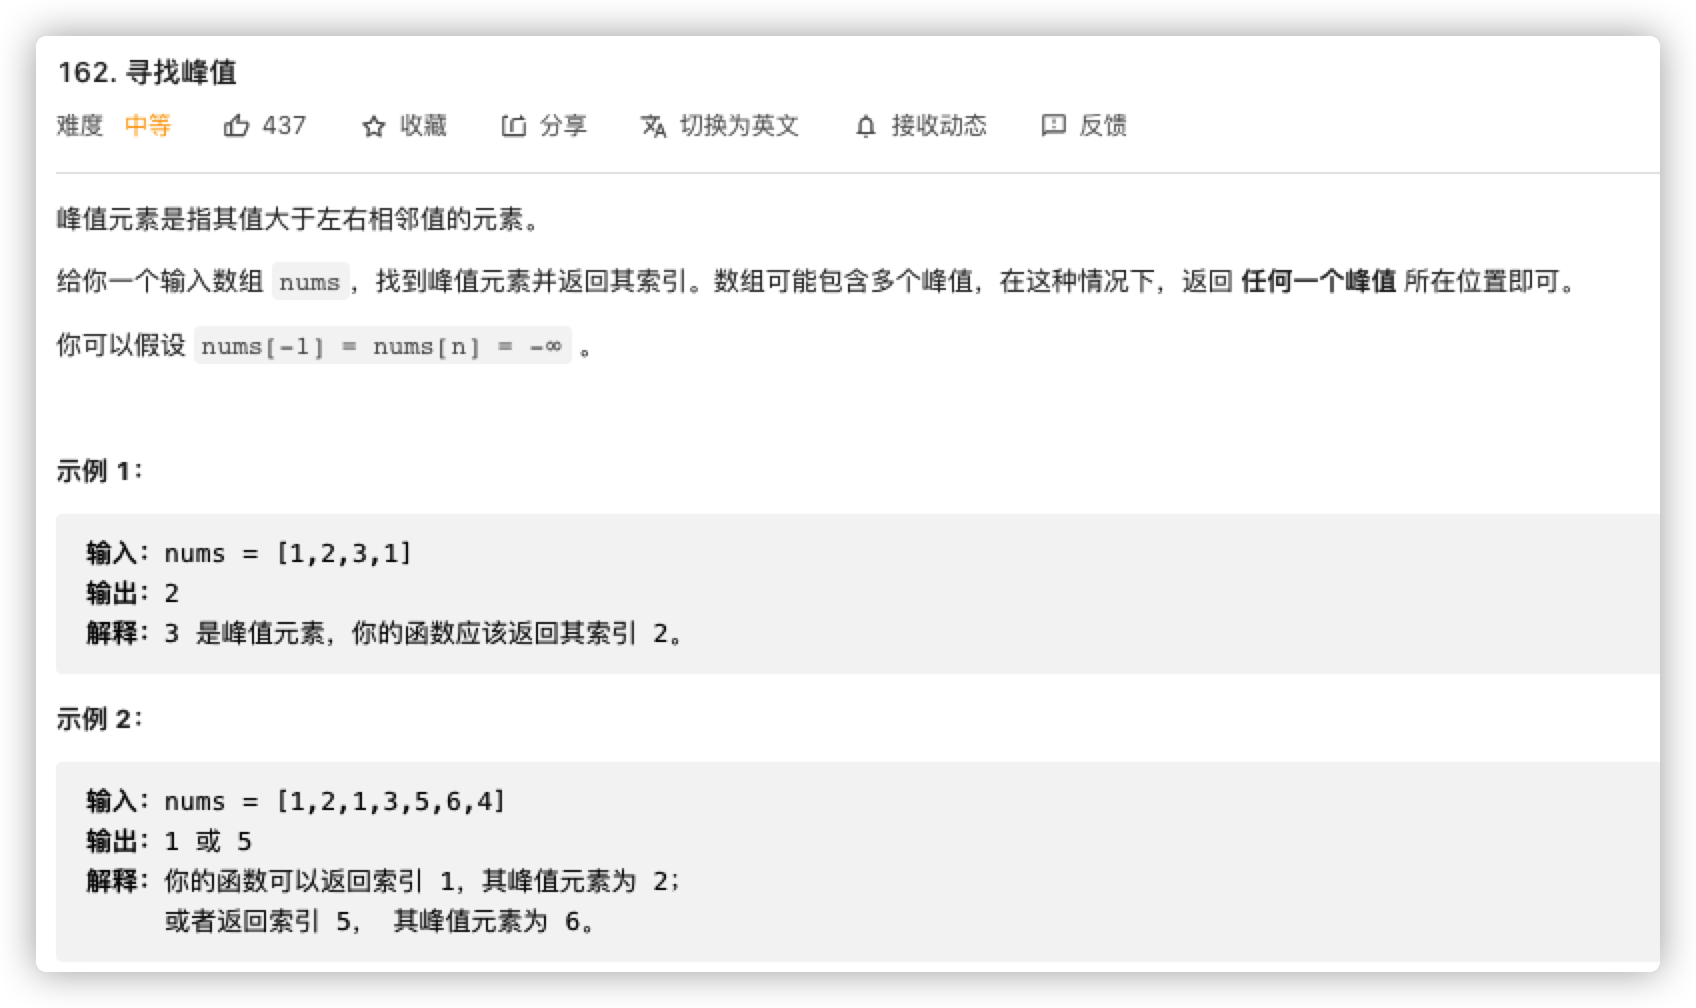 162. 寻找峰值
难度 中等 437 收藏 分享 切换为英文 接收动态 反馈
峰值元素是指其值大于左右相邻值的元素。
给你一个输入数组 nums，找到峰值元素并返回其索引。数组可能包含多个峰值，在这种情况下，返回 任何一个峰值 所在位置即可。
你可以假设 nums[-1] = nums[n] = -∞ 。
示例 1：
输入：nums = [1,2,3,1]
输出：2
解释：3 是峰值元素，你的函数应该返回其索引 2。
示例 2：
输入：nums = [1,2,1,3,5,6,4]
输出：1 或 5
解释：你的函数可以返回索引 1，其峰值元素为 2；
或者返回索引 5， 其峰值元素为 6。